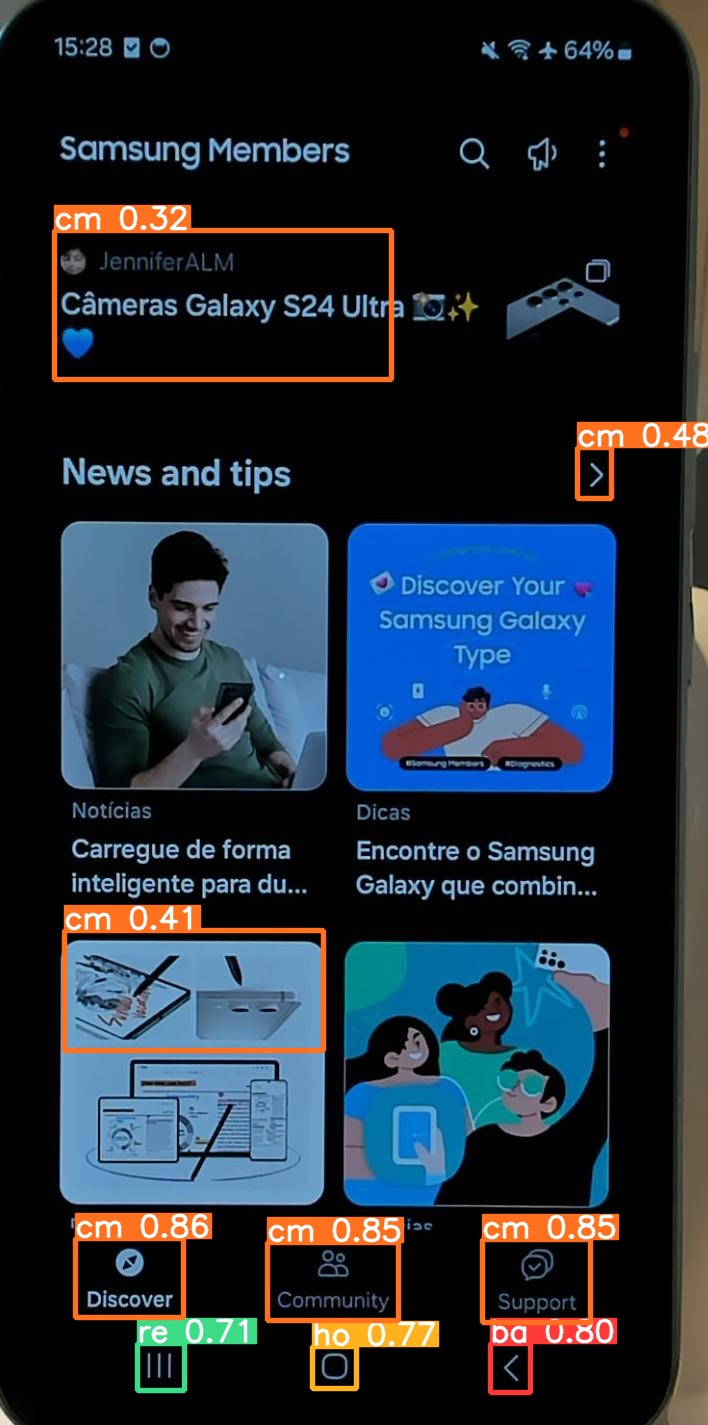 15:28 64%
Samsung Members
cm 0.32
JenniferALM
Câmeras Galaxy S24 Ultra 📷✨
💙
cm 0.48
News and tips
Discover Your
Samsung Galaxy
Type
#Samsung Members #Diagnostics
Notícias Dicas
Carregue de forma
inteligente para du...
Encontre o Samsung
Galaxy que combin...
cm 0.41
cm 0.86 cm 0.85 cm 0.85
Discover Community Support
re 0.71 ho 0.77 ba 0.80